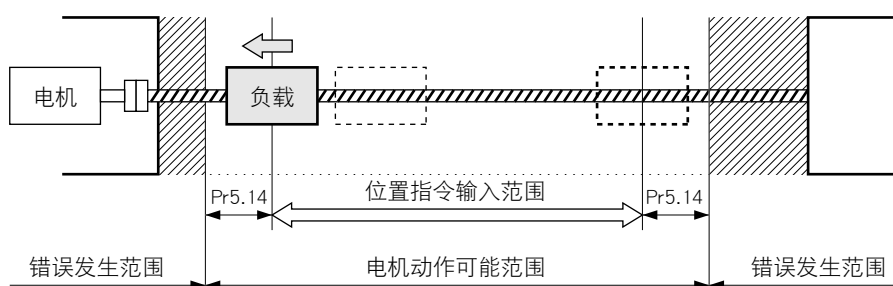 电机
负载
Pr5.14
位置指令输入范围
Pr5.14
错误发生范围
电机动作可能范围
错误发生范围